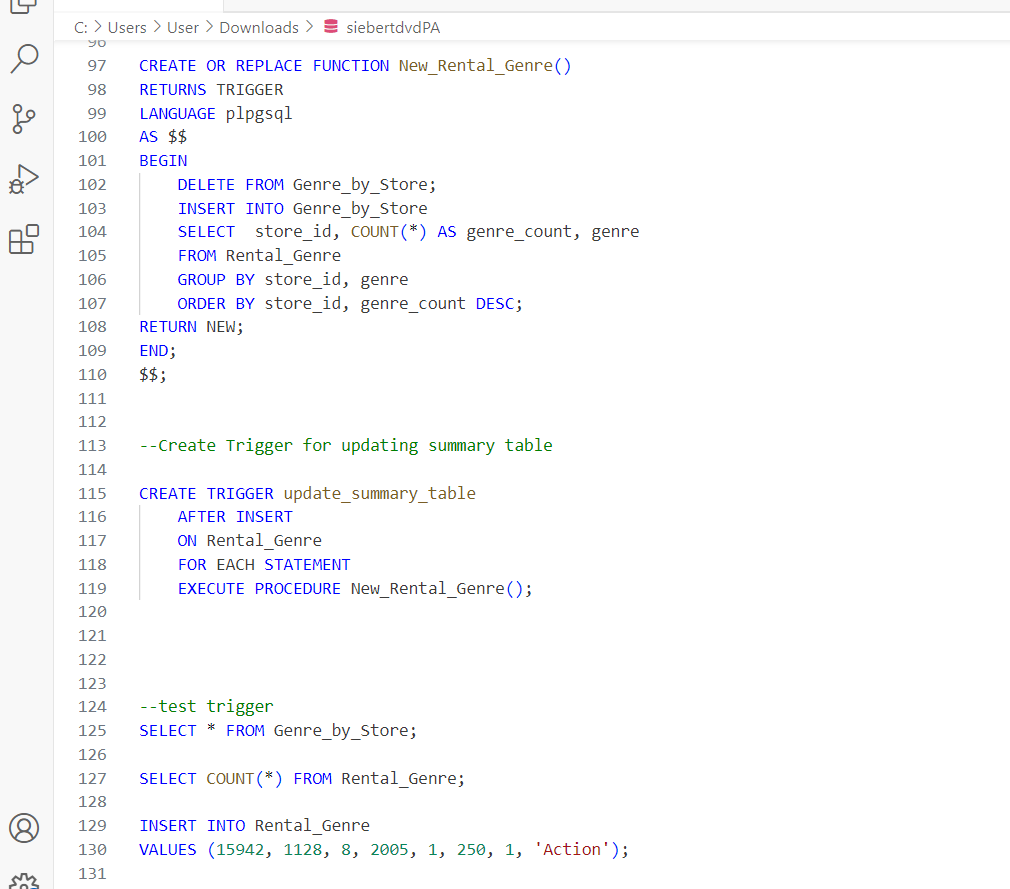 C: > Users > User > Downloads > siebertdvdPA
96
97 CREATE OR REPLACE FUNCTION New_Rental_Genre()
98 RETURNS TRIGGER
99 LANGUAGE plpgsql
100 AS $$
101 BEGIN
102     DELETE FROM Genre_by_Store;
103     INSERT INTO Genre_by_Store
104     SELECT  store_id, COUNT(*) AS genre_count, genre
105     FROM Rental_Genre
106     GROUP BY store_id, genre
107     ORDER BY store_id, genre_count DESC;
108 RETURN NEW;
109 END;
110 $$;
111
112
113 --Create Trigger for updating summary table
114
115 CREATE TRIGGER update_summary_table
116     AFTER INSERT
117     ON Rental_Genre
118     FOR EACH STATEMENT
119     EXECUTE PROCEDURE New_Rental_Genre();
120
121
122
123
124 --test trigger
125 SELECT * FROM Genre_by_Store;
126
127 SELECT COUNT(*) FROM Rental_Genre;
128
129 INSERT INTO Rental_Genre
130 VALUES (15942, 1128, 8, 2005, 1, 250, 1, 'Action');
131